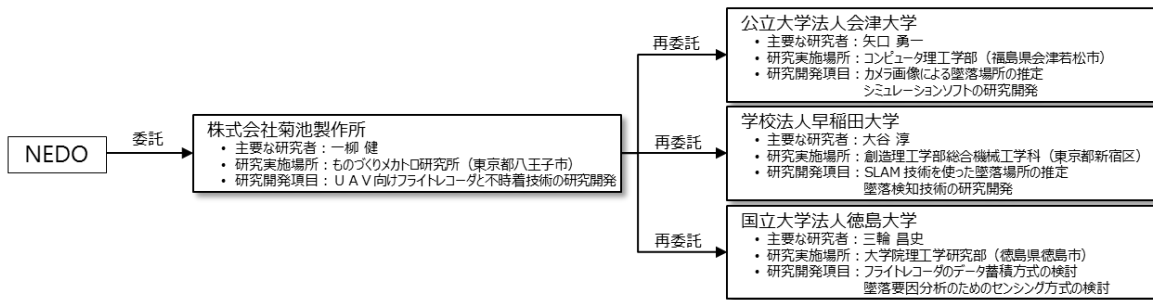 NEDO
委託
株式会社菊池製作所
• 主要な研究者：一柳 健
• 研究実施場所：ものづくりメカトロ研究所（東京都八王子市）
• 研究開発項目：ＵＡＶ向けフライトレコーダと不時着技術の研究開発
再委託
公立大学法人会津大学
• 主要な研究者：矢口 勇一
• 研究実施場所：コンピュータ理工学部（福島県会津若松市）
• 研究開発項目：カメラ画像による墜落場所の推定
シミュレーションソフトの研究開発
再委託
学校法人早稲田大学
• 主要な研究者：大谷 淳
• 研究実施場所：創造理工学部総合機械工学科（東京都新宿区）
• 研究開発項目：SLAM 技術を使った墜落場所の推定
墜落検知技術の研究開発
再委託
国立大学法人徳島大学
• 主要な研究者：三輪 昌史
• 研究実施場所：大学院理工学研究部（徳島県徳島市）
• 研究開発項目：フライトレコーダのデータ蓄積方式の検討
墜落要因分析のためのセンシング方式の検討